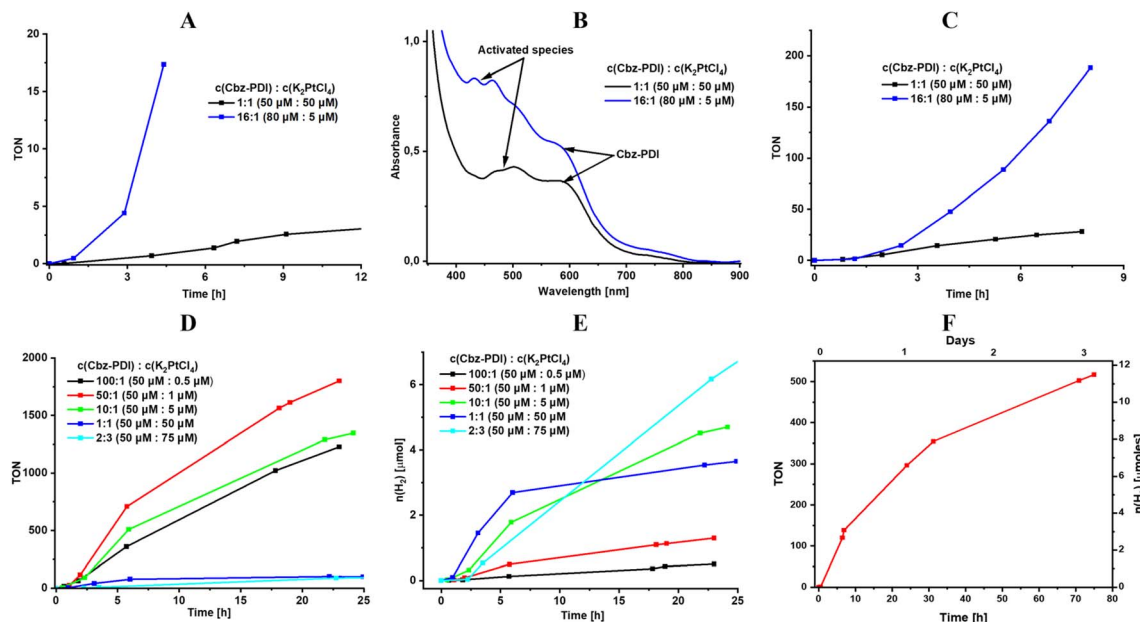 A
c(Cbz-PDI) : c(K₂PtCl₄)
1:1 (50 µM : 50 µM)
16:1 (80 µM : 5 µM)
TON
20
15
10
5
0
0 3 6 9 12
Time [h]
B
Activated species
c(Cbz-PDI) : c(K₂PtCl₄)
1:1 (50 µM : 50 µM)
16:1 (80 µM : 5 µM)
Cbz-PDI
Absorbance
1,0
0,5
0,0
400 500 600 700 800 900
Wavelength [nm]
C
c(Cbz-PDI) : c(K₂PtCl₄)
1:1 (50 µM : 50 µM)
16:1 (80 µM : 5 µM)
TON
200
150
100
50
0
0 3 6 9
Time [h]
D
c(Cbz-PDI) : c(K₂PtCl₄)
100:1 (50 µM : 0.5 µM)
50:1 (50 µM : 1 µM)
10:1 (50 µM : 5 µM)
1:1 (50 µM : 50 µM)
2:3 (50 µM : 75 µM)
TON
2000
1500
1000
500
0
0 5 10 15 20 25
Time [h]
E
c(Cbz-PDI) : c(K₂PtCl₄)
100:1 (50 µM : 0.5 µM)
50:1 (50 µM : 1 µM)
10:1 (50 µM : 5 µM)
1:1 (50 µM : 50 µM
2:3 (50 µM : 75 µM)
n(H₂) [µmol]
6
4
2
0
0 5 10 15 20 25
Time [h]
F
Days
0 1 2 3
TON
500
400
300
200
100
0
12
10
8
6
4
2
0
n(H₂) [µmoles]
0 10 20 30 40 50 60 70 80
Time [h]